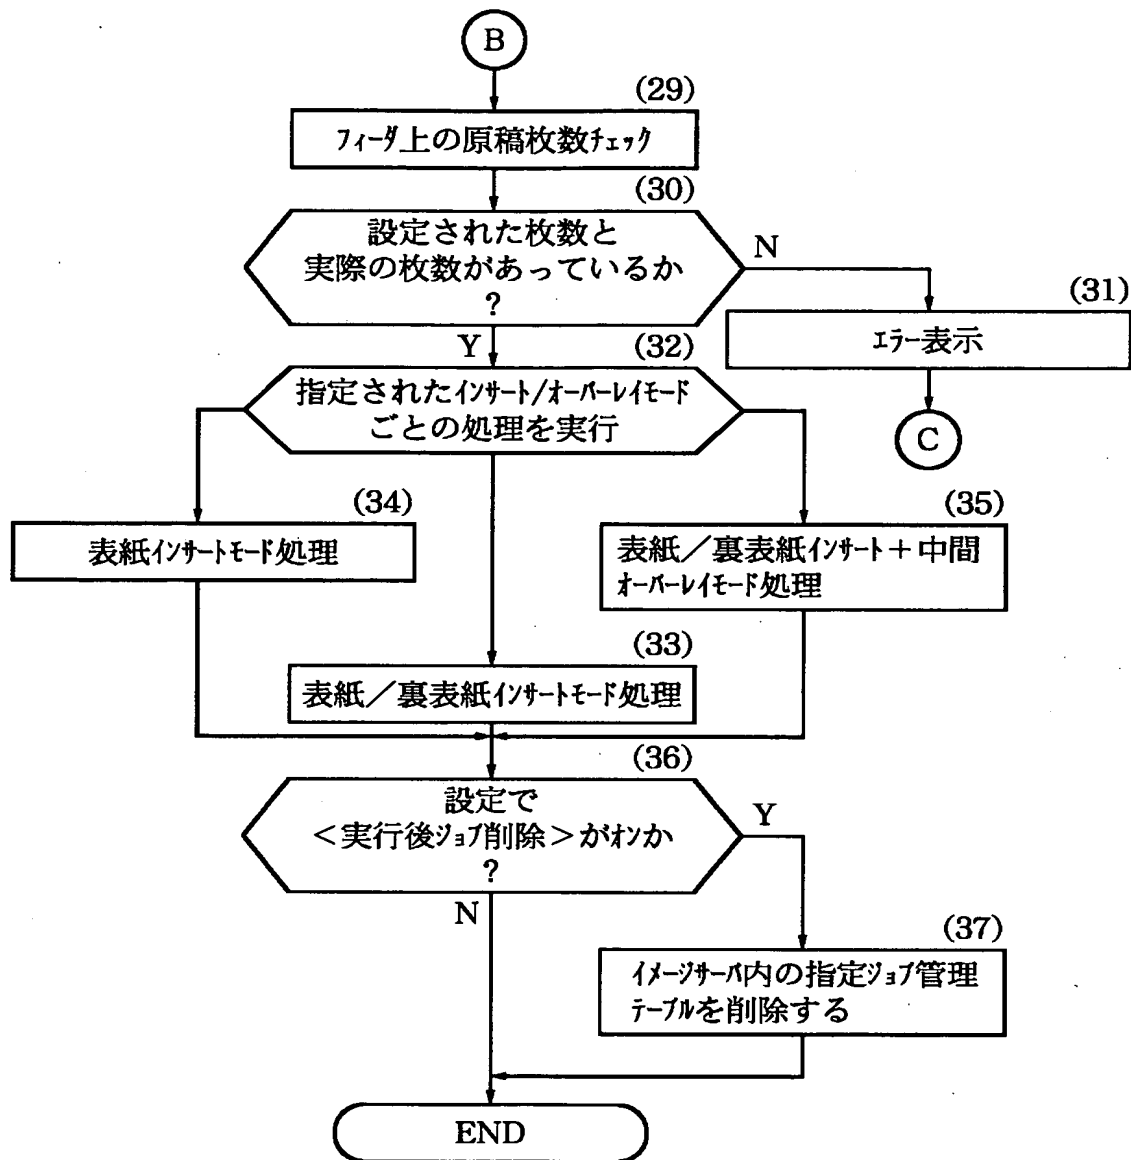 B
(29)
フィーダ上の原稿枚数チェック
(30)
設定された枚数と
実際の枚数があっているか
?
N
Y
(31)
エラー表示
C
(32)
指定されたインサート/オーバーレイモード
ごとの処理を実行
(34)
表紙インサートモード処理
(35)
表紙/裏表紙インサート+中間
オーバーレイモード処理
(33)
表紙/裏表紙インサートモード処理
(36)
設定で
<実行後ジョブ削除>がオンか
?
Y
N
(37)
イメージサーバ内の指定ジョブ管理
テーブルを削除する
END